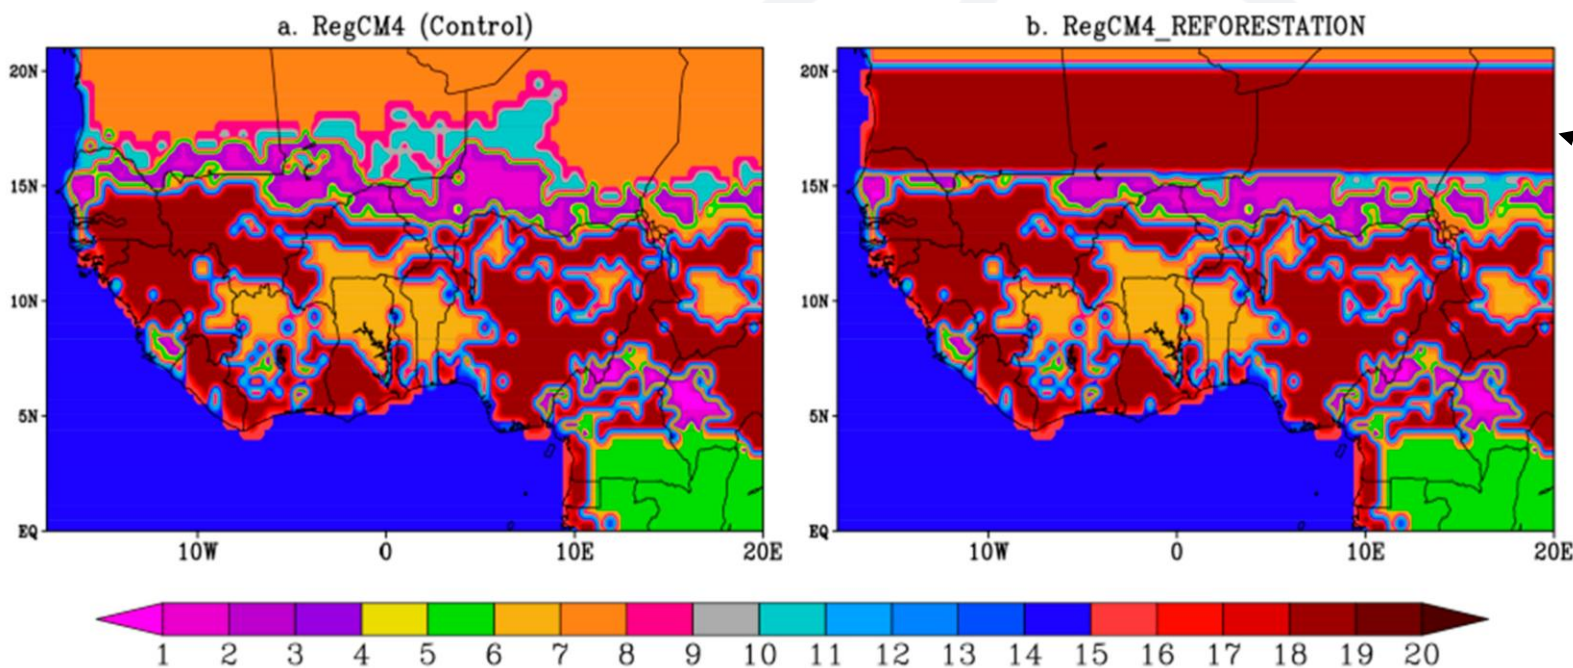 a. RegCM4 (Control)
b. RegCM4_REFORESTATION
20N
15N
10N
5N
EQ
10W 0 10E 20E
20N
15N
10N
5N
EQ
10W 0 10E 20E
1 2 3 4 5 6 7 8 9 10 11 12 13 14 15 16 17 18 19 20